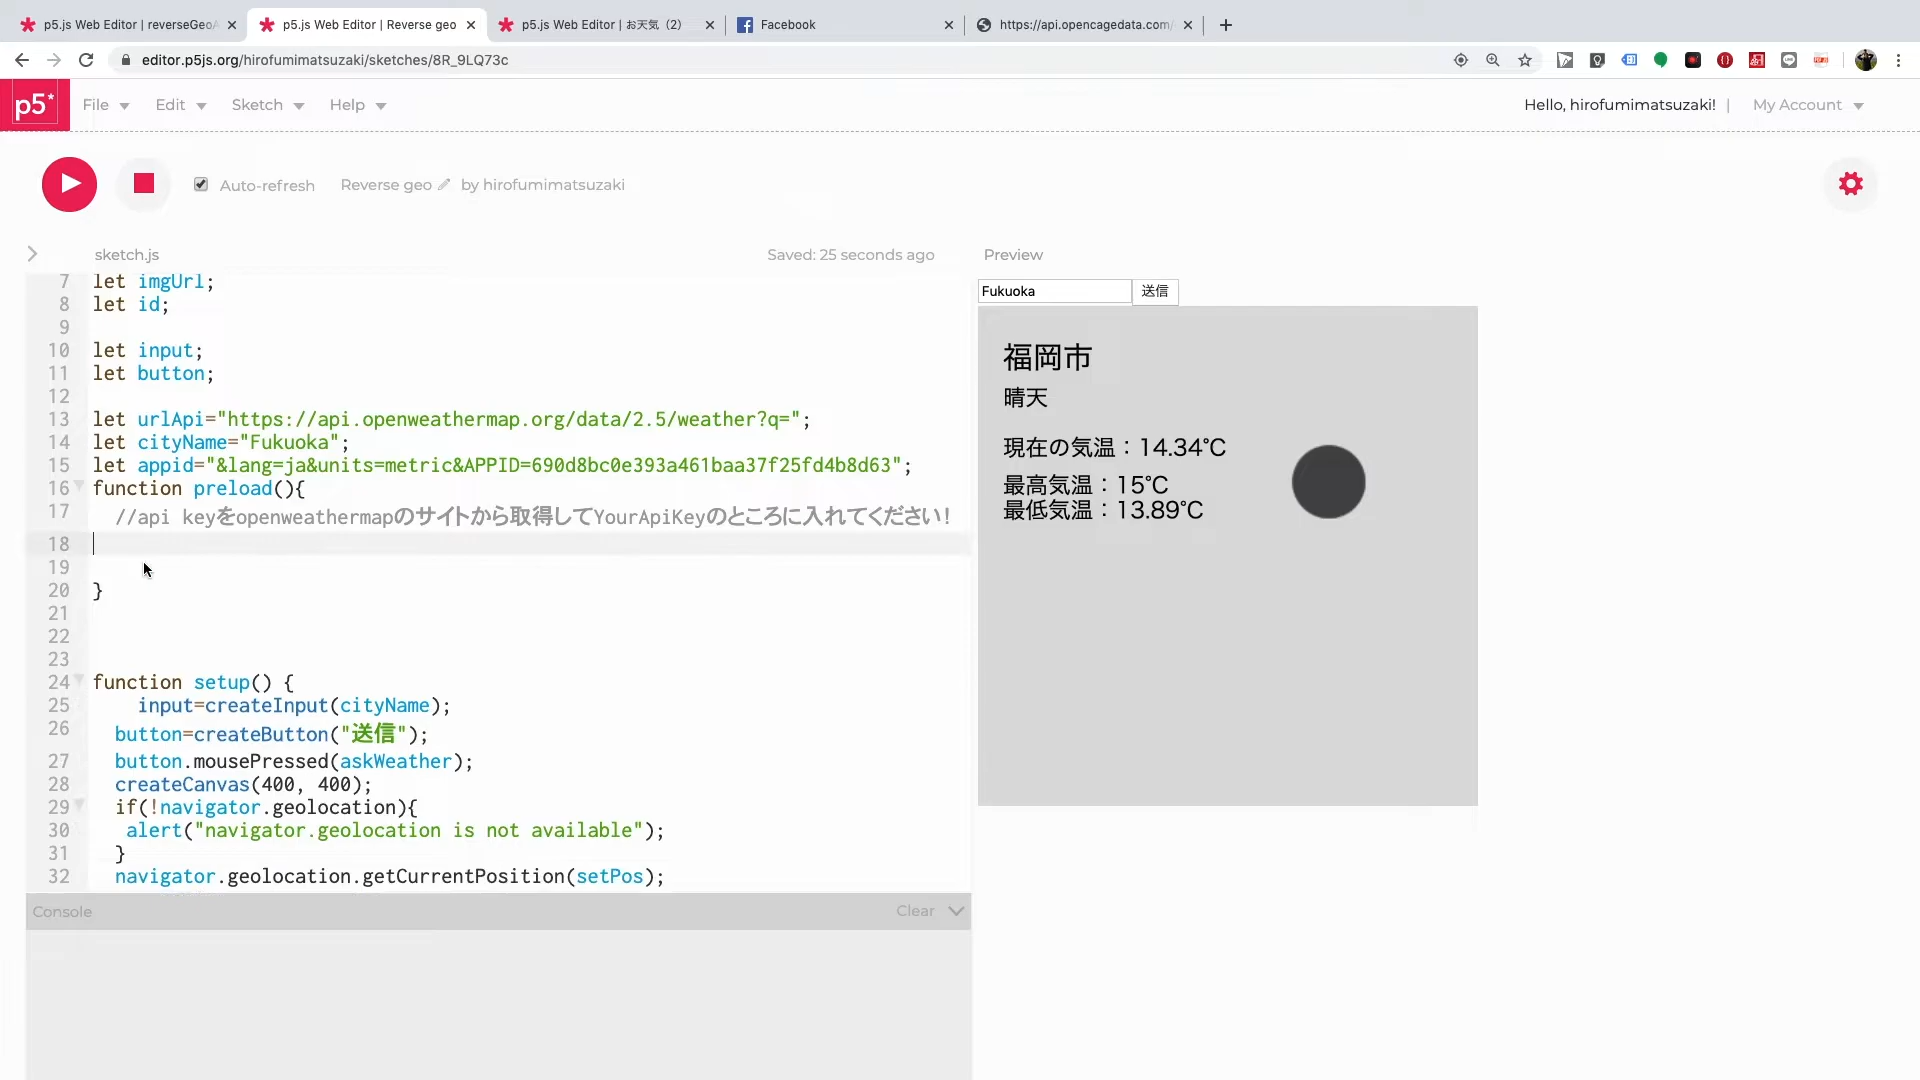 p5.js Web Editor | reverseGeoA
p5.js Web Editor | Reverse geo
p5.js Web Editor | お天気 (2)
Facebook
https://api.opencagedata.com/
editor.p5js.org/hirofumimatsuzaki/sketches/8R_9LQ73c
p5*
File
Edit
Sketch
Help
Hello, hirofumimatsuzaki! |
My Account
Auto-refresh
Reverse geo
by hirofumimatsuzaki
sketch.js
Saved: 25 seconds ago
Preview
7 let imgUrl;
8 let id;
9
10 let input;
11 let button;
12
13 let urlApi="https://api.openweathermap.org/data/2.5/weather?q=";
14 let cityName="Fukuoka";
15 let appid="&lang=ja&units=metric&APPID=690d8bc0e393a461baa37f25fd4b8d63";
16 function preload(){
17 //api keyをopenweathermapのサイトから取得してYourApiKeyのところに入れてください!
18
19
20 }
21
22
23
24 function setup() {
25 input=createInput(cityName);
26 button=createButton("送信");
27 button.mousePressed(askWeather);
28 createCanvas(400, 400);
29 if(!navigator.geolocation){
30 alert("navigator.geolocation is not available");
31 }
32 navigator.geolocation.getCurrentPosition(setPos);
Console
Clear
Fukuoka
送信
福岡市
晴天
現在の気温：14.34℃
最高気温：15℃
最低気温：13.89℃